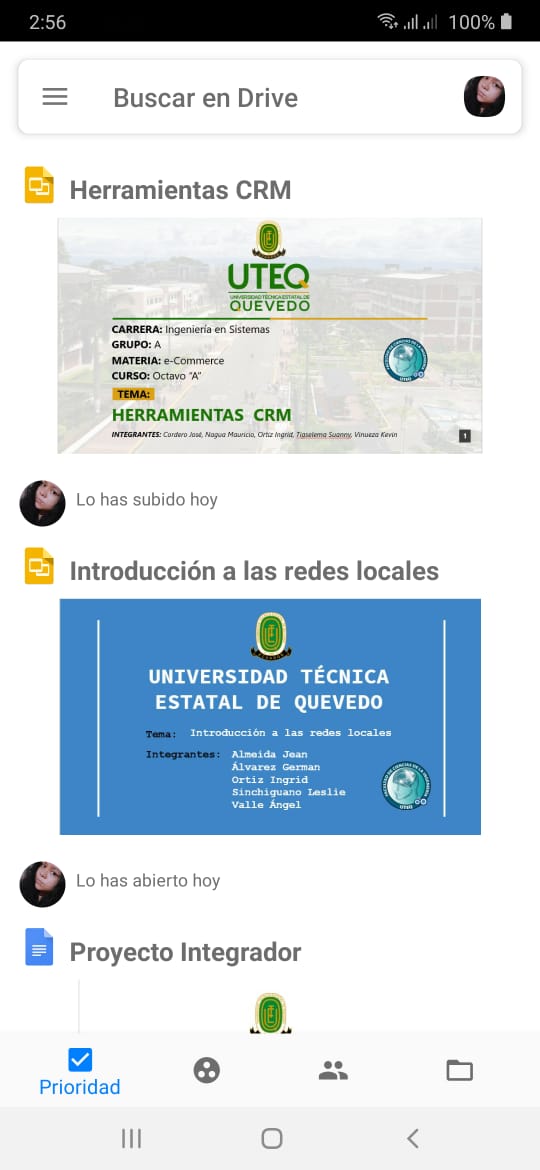 2:56
100%
Buscar en Drive
Herramientas CRM
UTEQ
UNIVERSIDAD TÉCNICA ESTATAL DE
QUEVEDO
CARRERA: Ingeniería en Sistemas
GRUPO: A
MATERIA: e-Commerce
CURSO: Octavo "A"
TEMA:
HERRAMIENTAS CRM
INTEGRANTES: Cordero José, Nagua Mauricio, Ortiz Ingrid, Tiaselema Suanny, Vinueza Kevin
1
Lo has subido hoy
Introducción a las redes locales
UNIVERSIDAD TÉCNICA
ESTATAL DE QUEVEDO
Tema: Introducción a las redes locales
Integrantes: Almeida Jean
Álvarez German
Ortiz Ingrid
Sinchiguano Leslie
Valle Ángel
Lo has abierto hoy
Proyecto Integrador
Prioridad